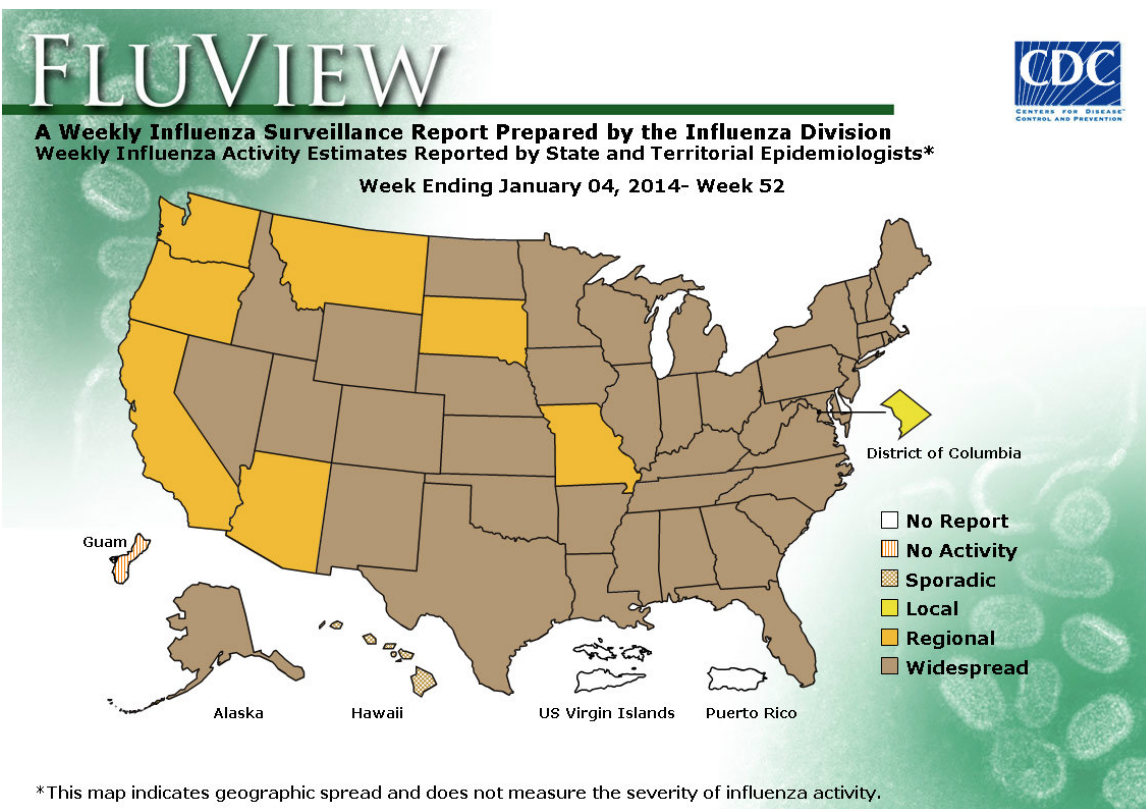 FLUVIEW
CDC
CENTERS FOR DISEASE™
CONTROL AND PREVENTION
A Weekly Influenza Surveillance Report Prepared by the Influenza Division
Weekly Influenza Activity Estimates Reported by State and Territorial Epidemiologists*
Week Ending January 04, 2014- Week 52
District of Columbia
Guam
No Report
No Activity
Sporadic
Local
Regional
Widespread
Alaska
Hawaii
US Virgin Islands
Puerto Rico
*This map indicates geographic spread and does not measure the severity of influenza activity.